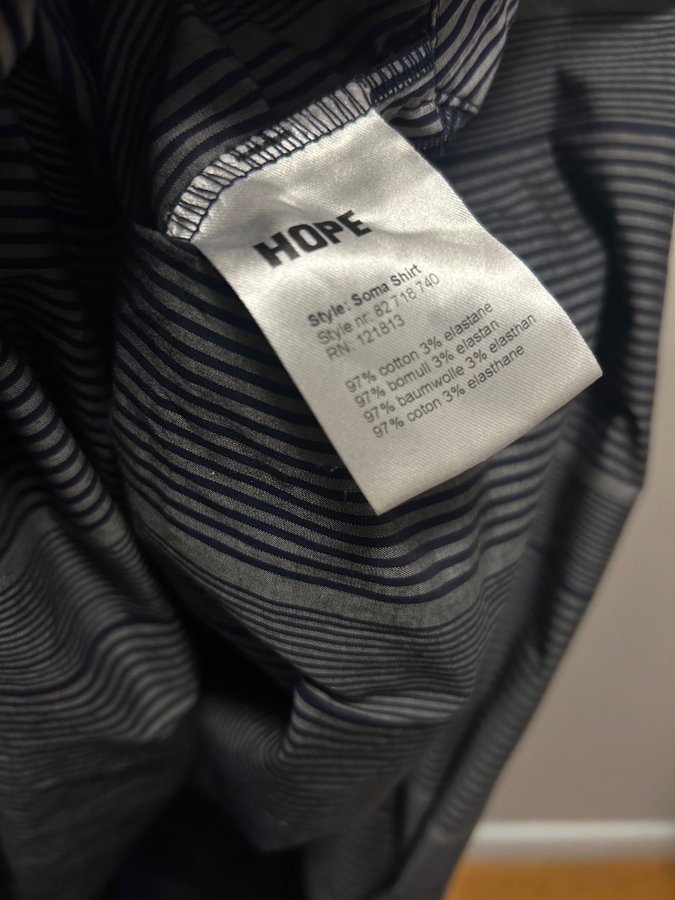 HOPE
Style: Soma Shirt
Style nr: 82 718 740
RN: 121813
97% cotton 3% elastane
97% bomull 3% elastan
97% baumwolle 3% elasthan
97% coton 3% elasthane